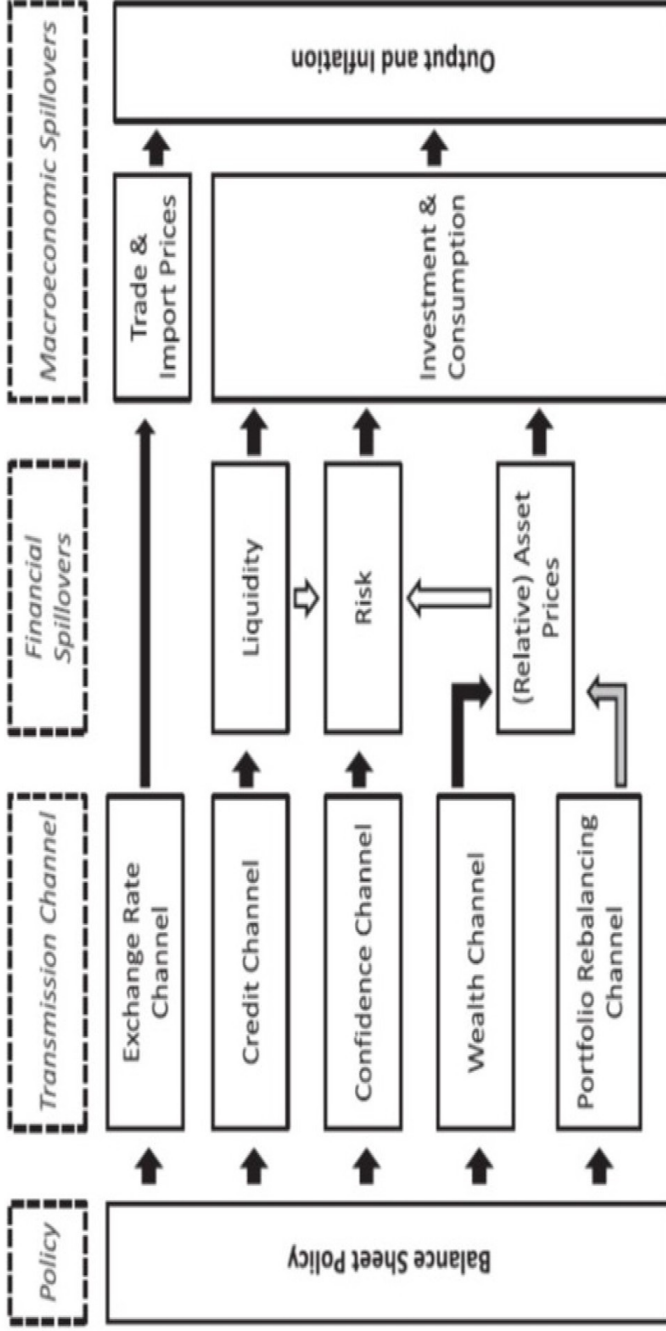 Policy
Transmission Channel
Financial
Spillovers
Macroeconomic Spillovers
Balance Sheet Policy
Exchange Rate
Channel
Credit Channel
Confidence Channel
Wealth Channel
Portfolio Rebalancing
Channel
Liquidity
Risk
(Relative) Asset
Prices
Trade &
Import Prices
Investment &
Consumption
Output and Inflation